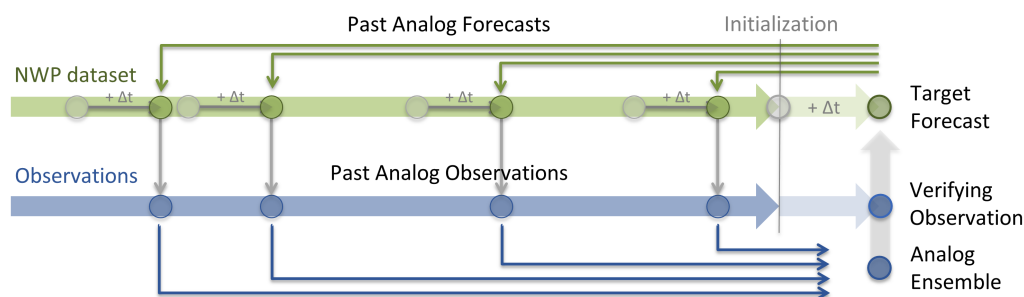 Past Analog Forecasts
Initialization
NWP dataset
+ Δt
+ Δt
+ Δt
+ Δt
+ Δt
Target
Forecast
Observations
Past Analog Observations
Verifying
Observation
Analog
Ensemble